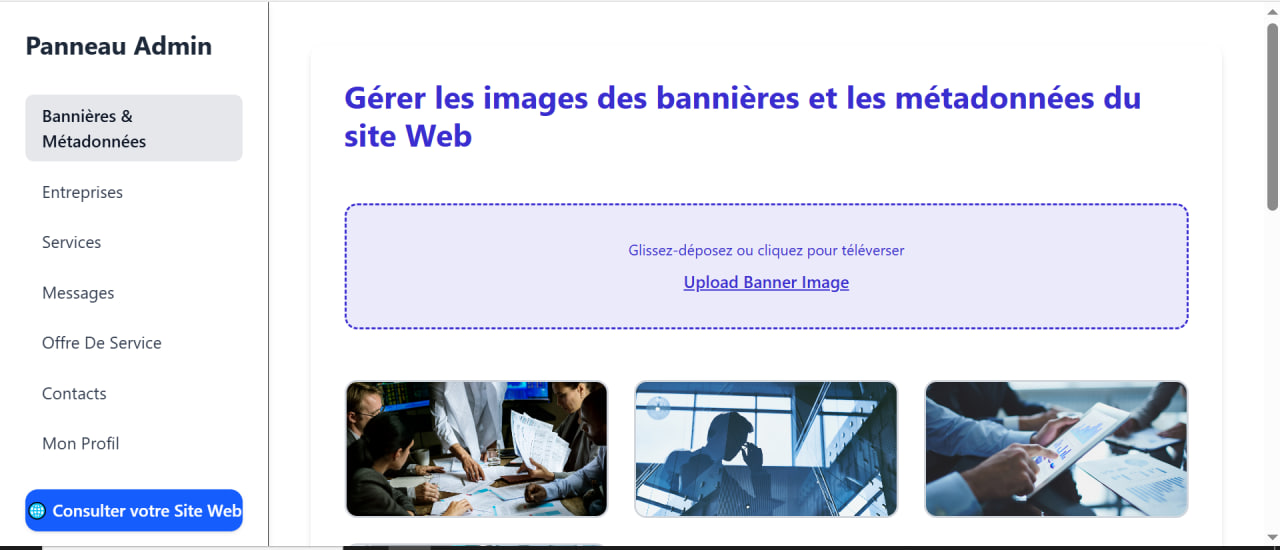 Panneau Admin
Bannières &
Métadonnées
Entreprises
Services
Messages
Offre De Service
Contacts
Mon Profil
Consulter votre Site Web
Gérer les images des bannières et les métadonnées du
site Web
Glissez-déposez ou cliquez pour téléverser
Upload Banner Image